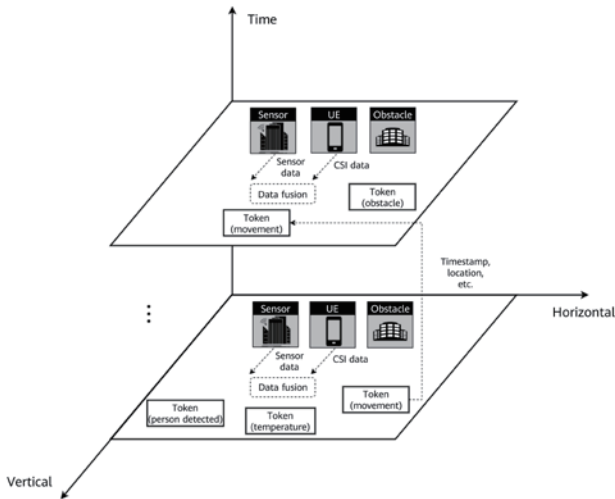 Time
Sensor
UE
Obstacle
Sensor
data
CSI data
Data fusion
Token
(obstacle)
Token
(movement)
Timestamp,
location,
etc.
Horizontal
Sensor
UE
Obstacle
Sensor
data
CSI data
Data fusion
Token
(movement)
Token
(person detected)
Token
(temperature)
Vertical